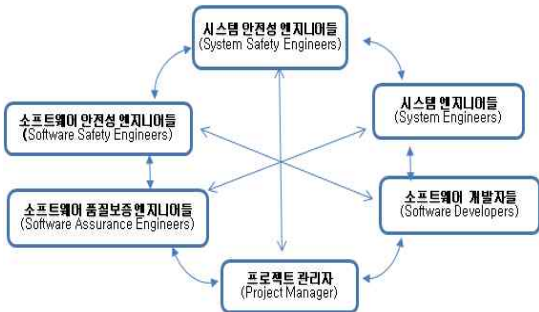 시스템 안전성 엔지니어들
(System Safety Engineers)
소프트웨어 안전성 엔지니어들
(Software Safety Engineers)
시스템 엔지니어들
(System Engineers)
소프트웨어 품질보증 엔지니어들
(Software Assurance Engineers)
소프트웨어 개발자들
(Software Developers)
프로젝트 관리자
(Project Manager)